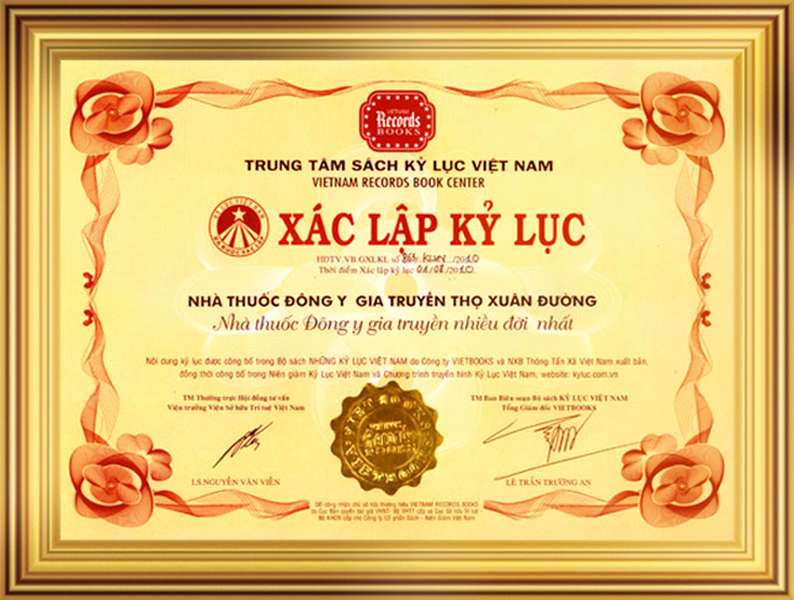 VIETNAM
Records
BOOKS
TRUNG TÂM SÁCH KỶ LỤC VIỆT NAM
VIETNAM RECORDS BOOK CENTER
XÁC LẬP KỶ LỤC
HĐTV.VB.GXLKL số /2010
Thời điểm Xác lập kỷ lục 01/08/2010
NHÀ THUỐC ĐÔNG Y GIA TRUYỀN THỌ XUÂN ĐƯỜNG
Nhà thuốc Đông y gia truyền nhiều đời nhất
Nội dung kỷ lục được công bố trong Bộ sách NHỮNG KỶ LỤC VIỆT NAM do Công ty VIETBOOKS và NXB Thông Tấn Xã Việt Nam xuất bản,
đồng thời công bố trong Niên giám Kỷ Lục Việt Nam và Chương trình truyền hình Kỷ Lục Việt Nam, website: kyluc.com.vn
TM Thường trực Hội đồng tư vấn
Viện trưởng Viện Sở hữu Trí tuệ Việt Nam
TM Ban Biên soạn Bộ sách KỶ LỤC VIỆT NAM
Tổng Giám đốc VIETBOOKS
LS.NGUYỄN VÂN VIỄN
LÊ TRẦN TRƯỜNG AN